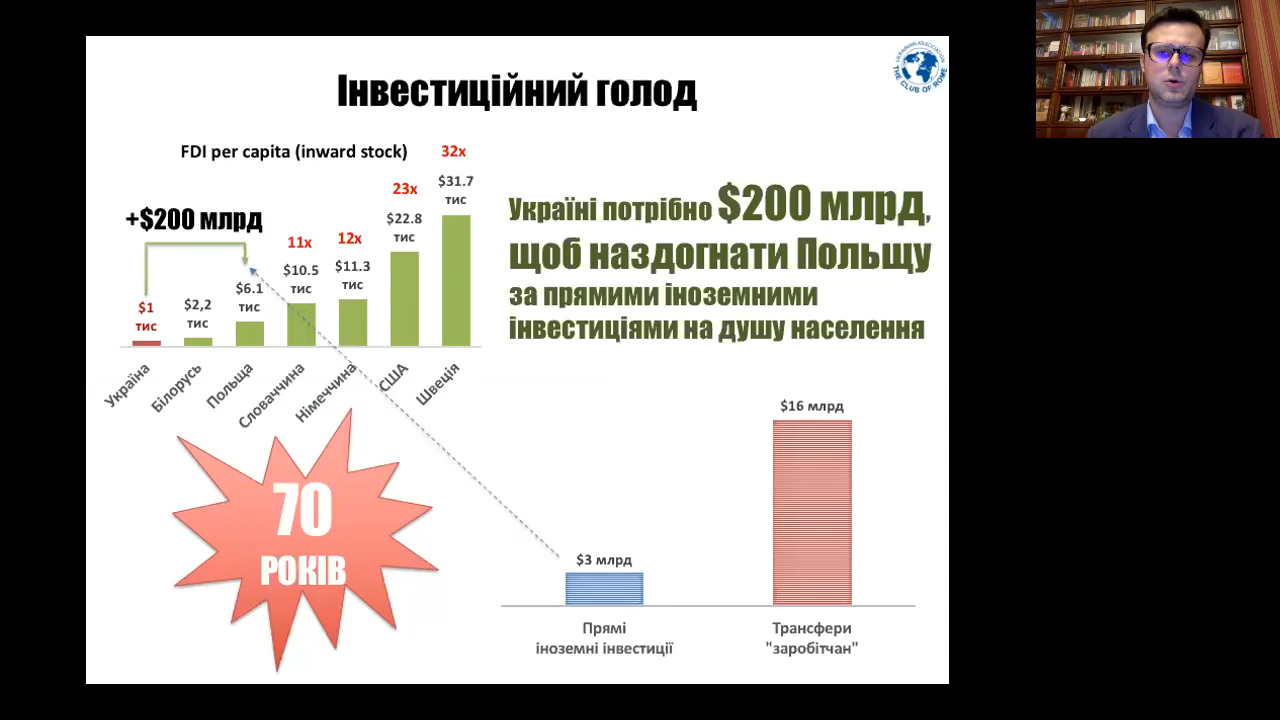 Інвестиційний голод
UKRAINIAN ASSOCIATION
THE CLUB OF ROME
FDI per capita (inward stock)
32x
$31.7
тис
23x
$22.8
тис
+$200 млрд
11x
$10.5
тис
12x
$11.3
тис
$6.1
тис
$2,2
тис
$1
тис
Україна
Білорусь
Польща
Словаччина
Німеччина
США
Швеція
Україні потрібно $200 млрд,
щоб наздогнати Польщу
за прямими іноземними
інвестиціями на душу населення
70
РОКІВ
$16 млрд
$3 млрд
Прямі
іноземні інвестиції
Трансфери
"заробітчан"